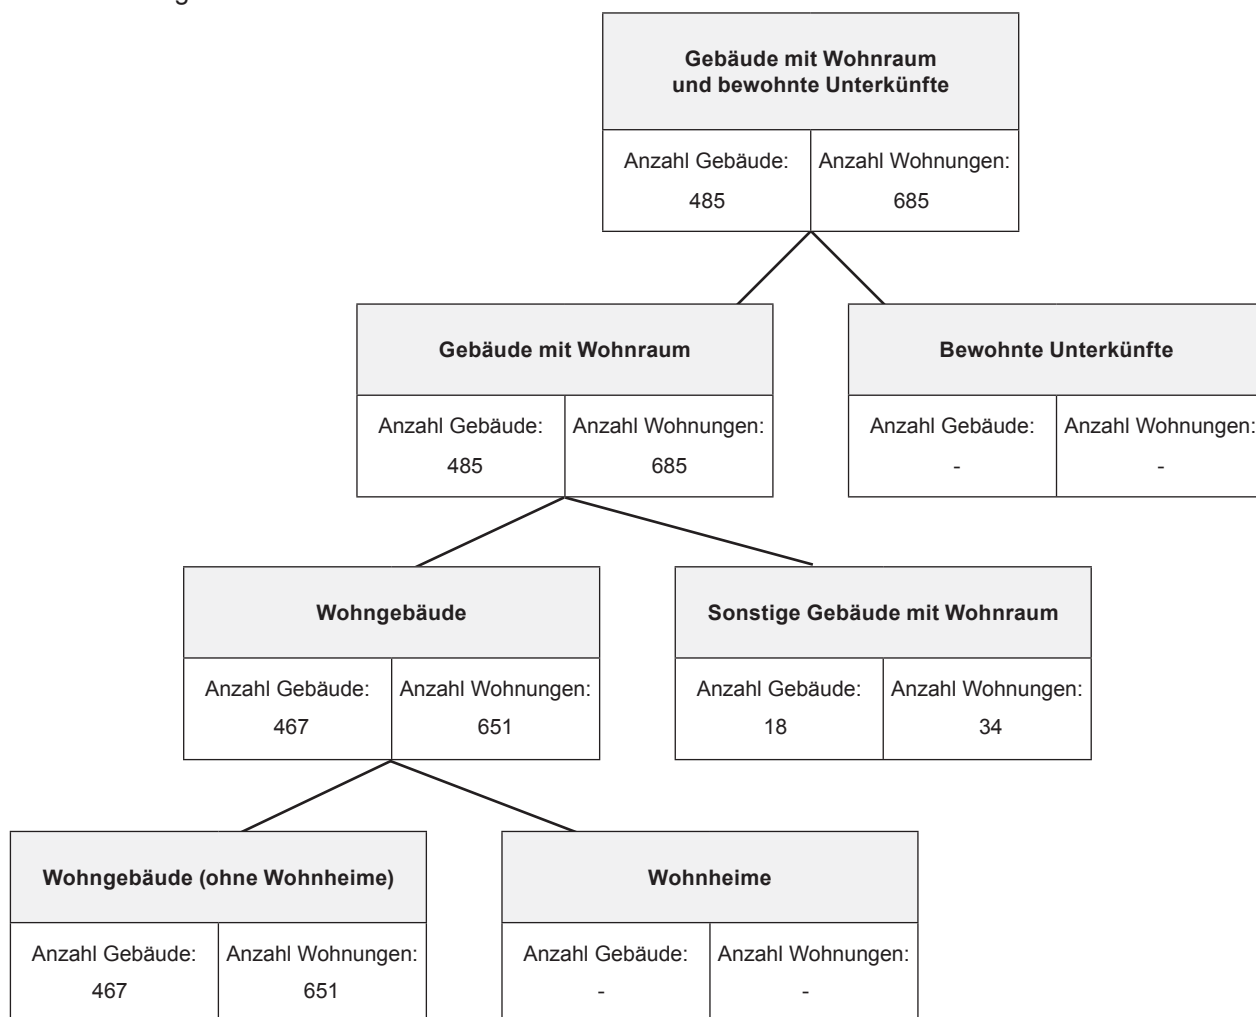 Gebäude mit Wohnraum
und bewohnte Unterkünfte
Anzahl Gebäude: Anzahl Wohnungen:
485 685
Gebäude mit Wohnraum
Anzahl Gebäude: Anzahl Wohnungen:
485 685
Bewohnte Unterkünfte
Anzahl Gebäude: Anzahl Wohnungen:
- -
Wohngebäude
Anzahl Gebäude: Anzahl Wohnungen:
467 651
Sonstige Gebäude mit Wohnraum
Anzahl Gebäude: Anzahl Wohnungen:
18 34
Wohngebäude (ohne Wohnheime)
Anzahl Gebäude: Anzahl Wohnungen:
467 651
Wohnheime
Anzahl Gebäude: Anzahl Wohnungen:
- -